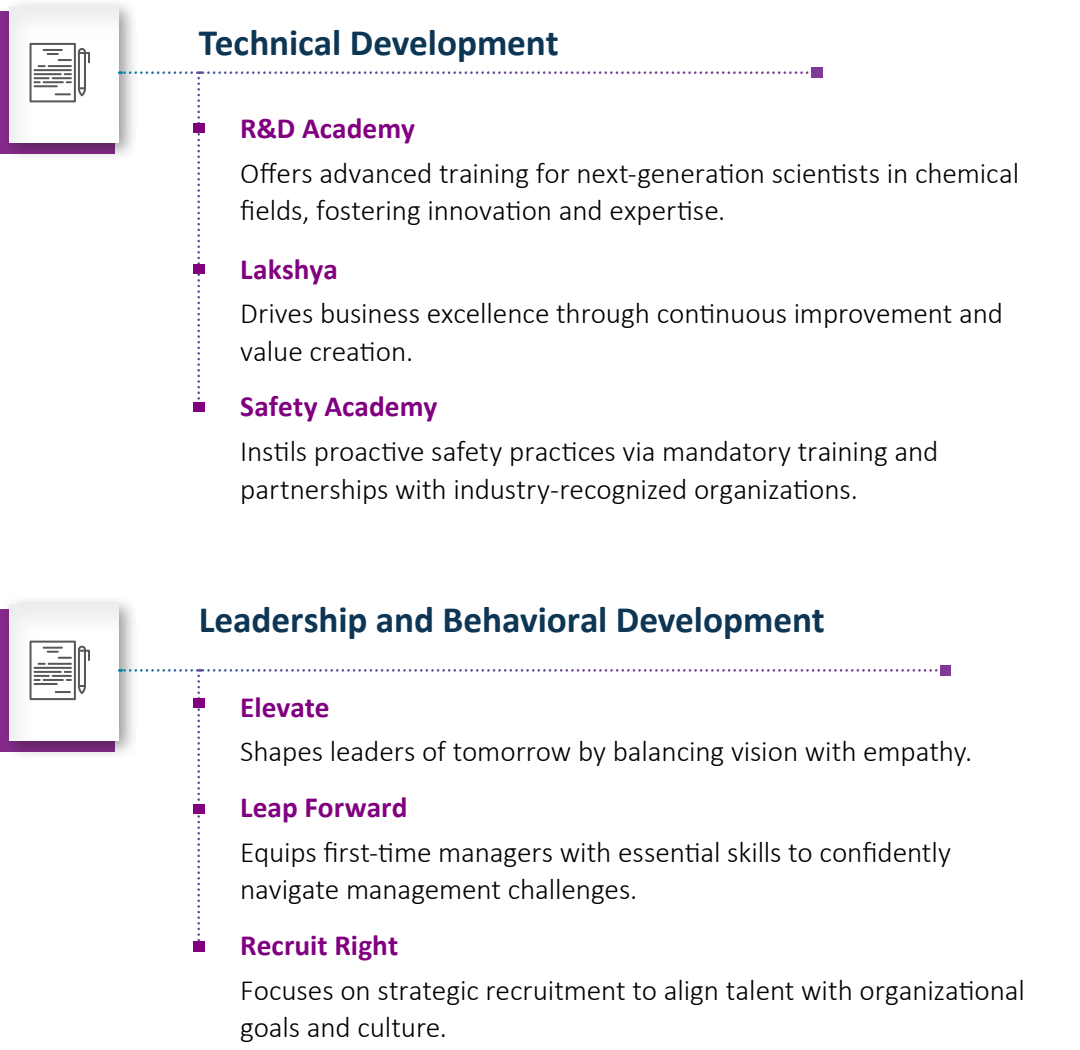 Technical Development
R&D Academy
Offers advanced training for next-generation scientists in chemical
fields, fostering innovation and expertise.
Lakshya
Drives business excellence through continuous improvement and
value creation.
Safety Academy
Instils proactive safety practices via mandatory training and
partnerships with industry-recognized organizations.
Leadership and Behavioral Development
Elevate
Shapes leaders of tomorrow by balancing vision with empathy.
Leap Forward
Equips first-time managers with essential skills to confidently
navigate management challenges.
Recruit Right
Focuses on strategic recruitment to align talent with organizational
goals and culture.